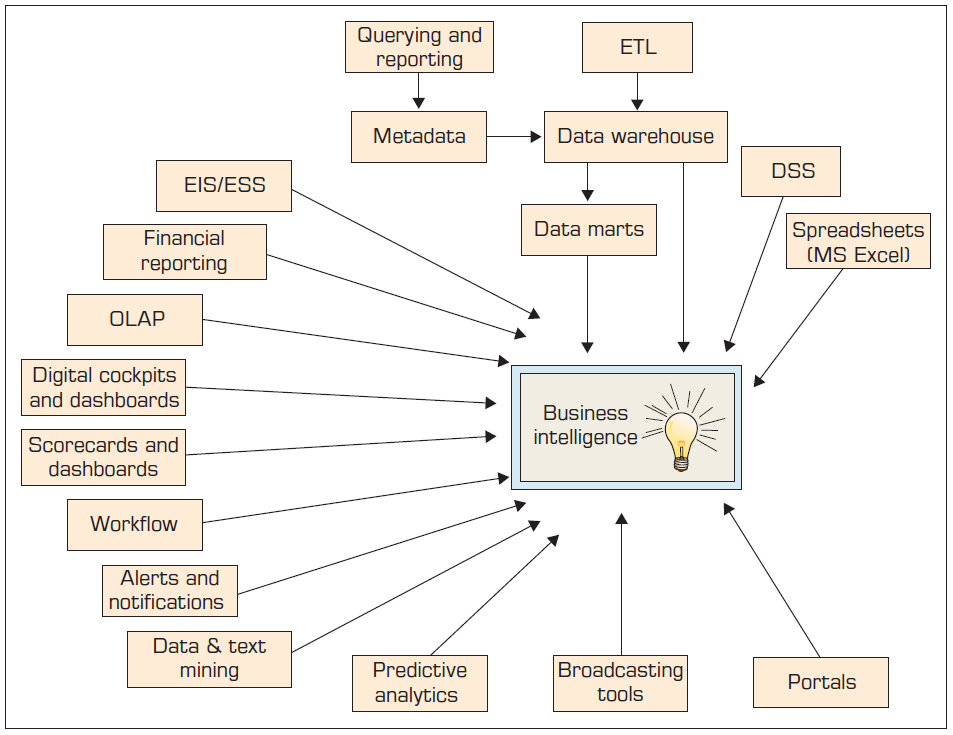 Querying and
reporting
ETL
Metadata
Data warehouse
DSS
EIS/ESS
Data marts
Spreadsheets
(MS Excel)
Financial
reporting
OLAP
Digital cockpits
and dashboards
Business
intelligence
Scorecards and
dashboards
Workflow
Alerts and
notifications
Data & text
mining
Predictive
analytics
Broadcasting
tools
Portals